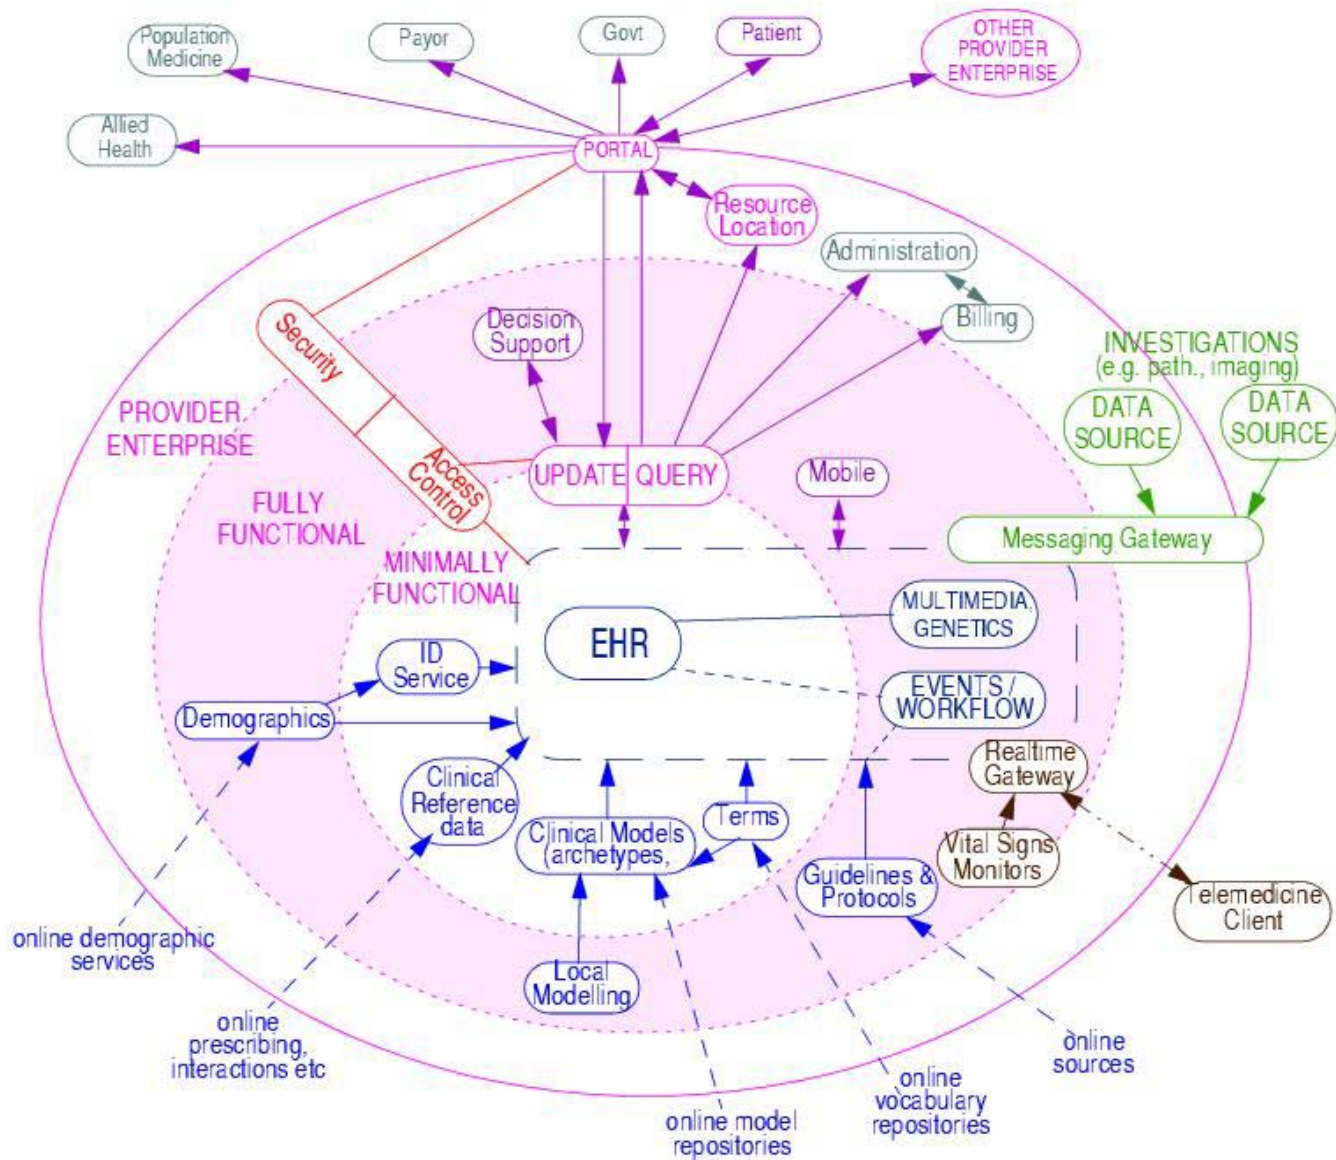 Population
Medicine
Payor
Govt
Patient
OTHER
PROVIDER
ENTERPRISE
Allied
Health
PORTAL
Resource
Location
Administration
Billing
Decision
Support
Security
Access
Control
INVESTIGATIONS
(e.g. path., imaging)
DATA
SOURCE
DATA
SOURCE
PROVIDER
ENTERPRISE
UPDATE QUERY
Mobile
FULLY
FUNCTIONAL
Messaging Gateway
MINIMALLY
FUNCTIONAL
EHR
MULTIMEDIA,
GENETICS
ID
Service
EVENTS /
WORKFLOW
Demographics
Realtime
Gateway
Clinical
Reference
data
Clinical Models
(archetypes,
Terms
Vital Signs
Monitors
Guidelines &
Protocols
Telemedicine
Client
online demographic
services
Local
Modelling
online
prescribing,
interactions etc
online
sources
online
vocabulary
repositories
online model
repositories